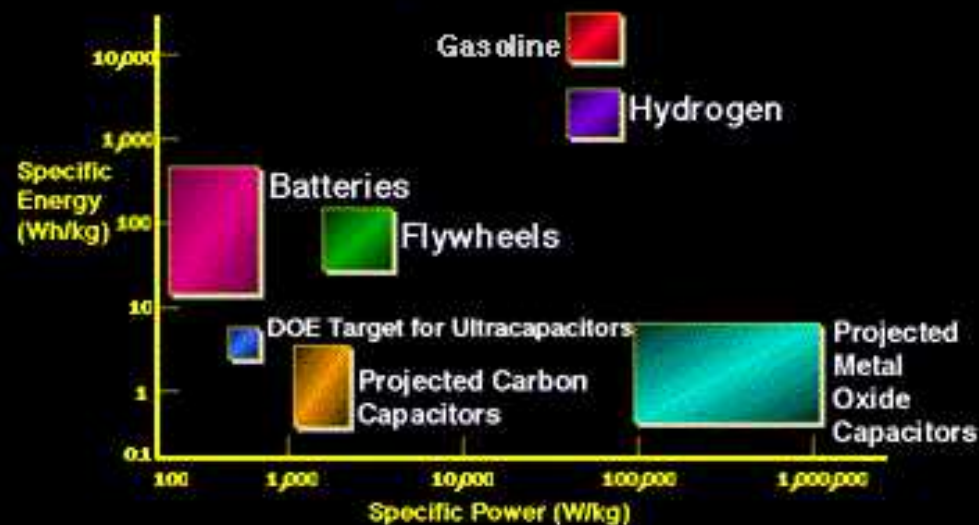 Gasoline
10,000
Hydrogen
1,000
Specific
Energy
(Wh/kg)
Batteries
100
Flywheels
10
DOE Target for Ultracapacitors
Projected
Metal
Oxide
Capacitors
Projected Carbon
Capacitors
1
0.1
100 1,000 10,000 100,000 1,000,000
Specific Power (W/kg)